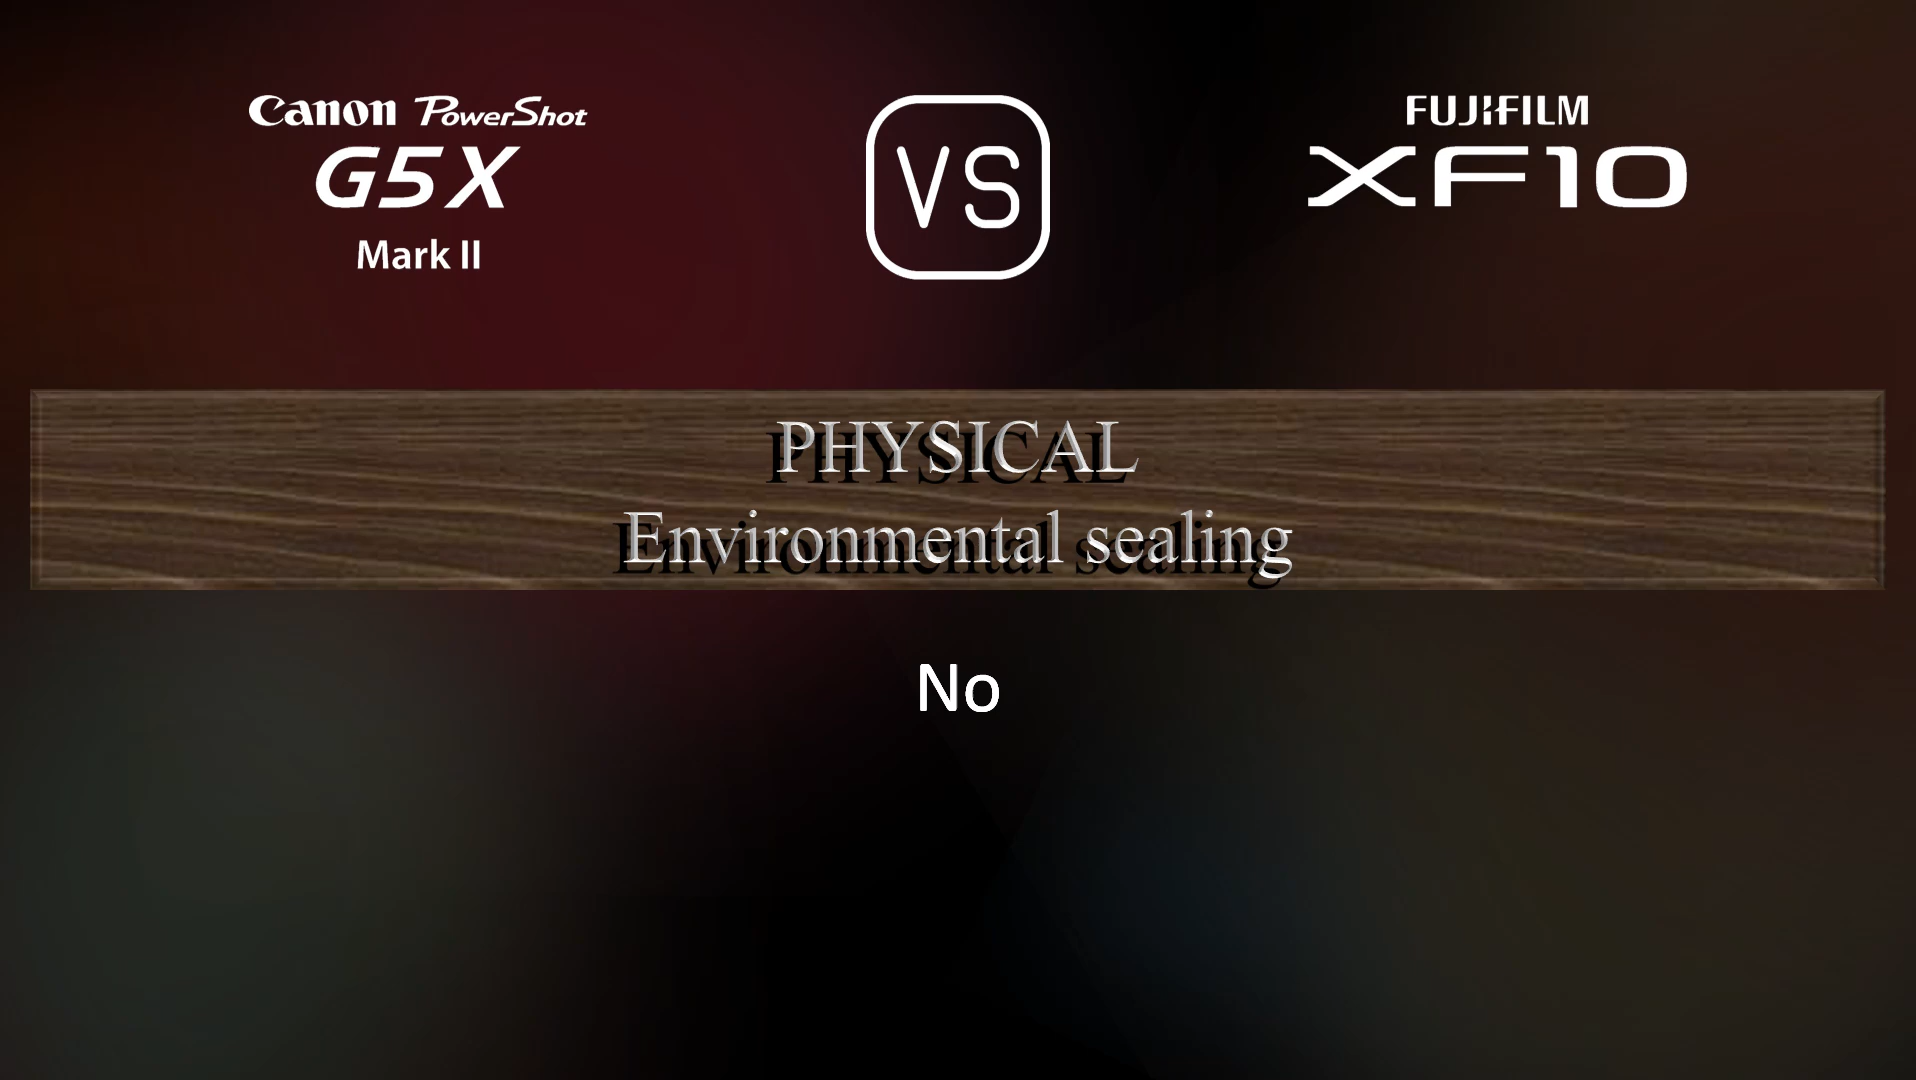 Canon PowerShot
G5X
Mark II
VS
FUJIFILM
XF10
PHYSICAL
Environmental sealing
No